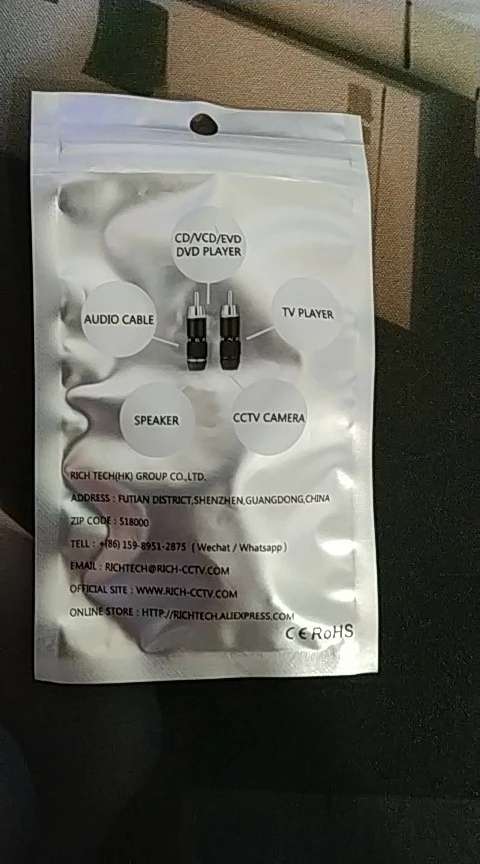 CD/VCD/EVD
DVD PLAYER
AUDIO CABLE
TV PLAYER
SPEAKER
CCTV CAMERA
RICH TECH(HK) GROUP CO.,LTD.
ADDRESS : FUTIAN DISTRICT,SHENZHEN,GUANGDONG,CHINA
ZIP CODE : 518000
TELL : +(86) 159-8951-2875 ( Wechat / Whatsapp )
EMAIL : RICHTECH@RICH-CCTV.COM
OFFICIAL SITE : WWW.RICH-CCTV.COM
ONLINE STORE : HTTP://RICHTECH.ALIEXPRESS.COM
CE RoHS